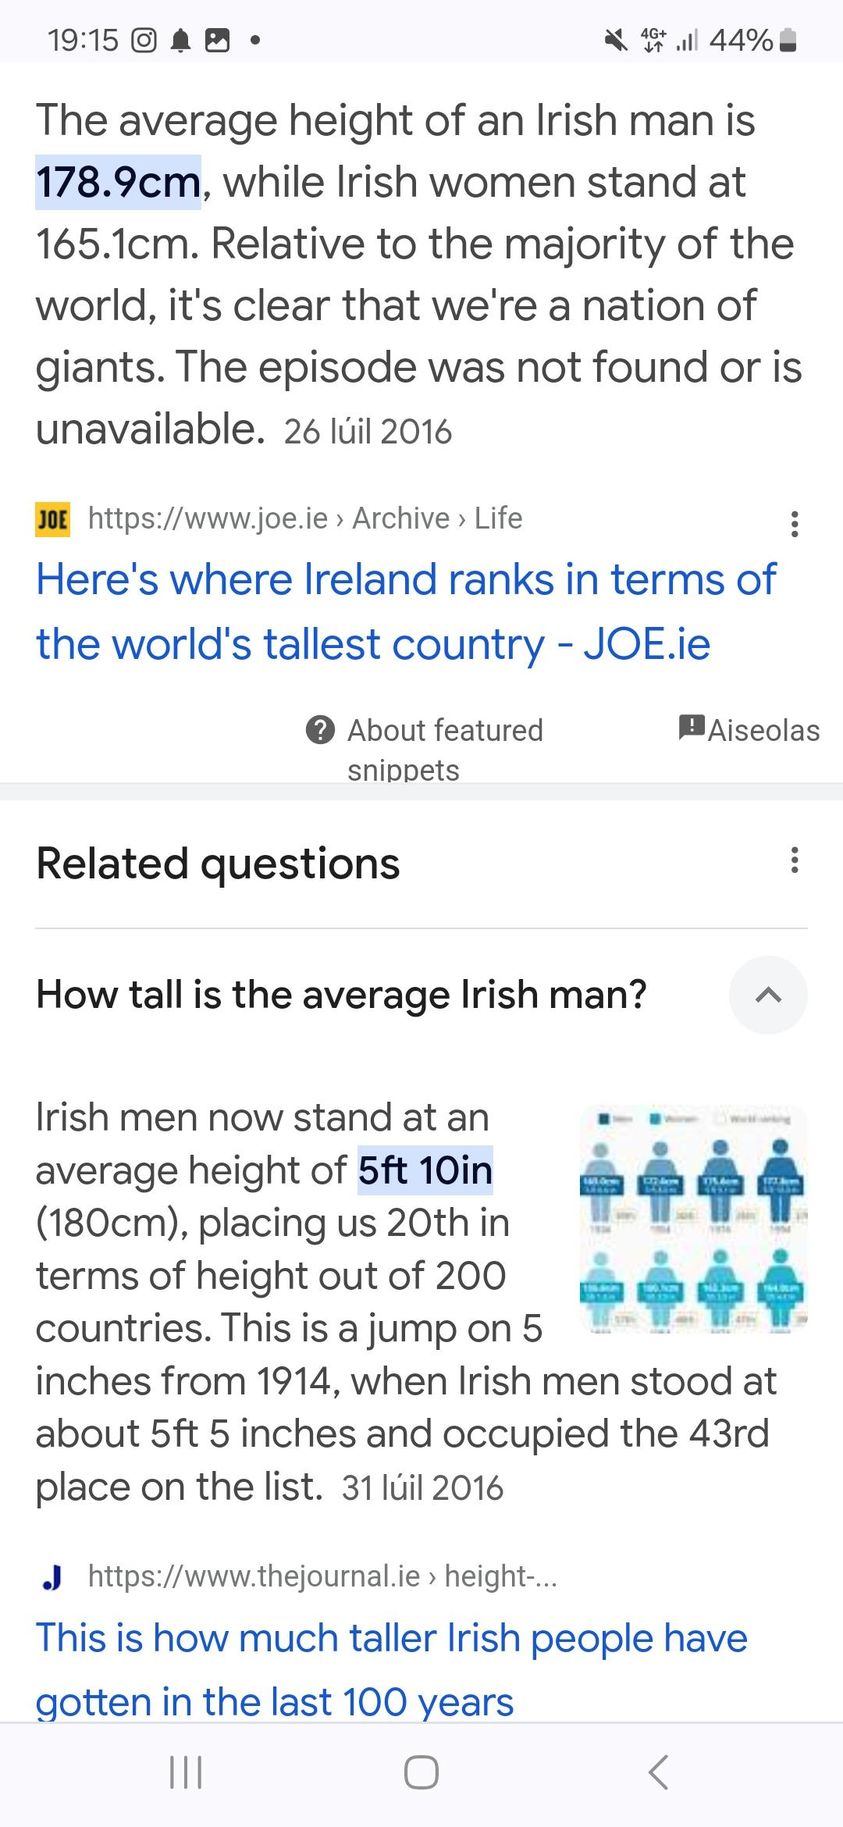 19:15
4G+
44%
The average height of an Irish man is
178.9cm, while Irish women stand at
165.1cm. Relative to the majority of the
world, it's clear that we're a nation of
giants. The episode was not found or is
unavailable. 26 Iúil 2016
JOE
https://www.joe.ie › Archive › Life
Here's where Ireland ranks in terms of
the world's tallest country - JOE.ie
About featured
snippets
Aiseolas
Related questions
How tall is the average Irish man?
Irish men now stand at an
average height of 5ft 10in
(180cm), placing us 20th in
terms of height out of 200
countries. This is a jump on 5
inches from 1914, when Irish men stood at
about 5ft 5 inches and occupied the 43rd
place on the list. 31 Iúil 2016
Men
Women
World ranking
J
https://www.thejournal.ie › height-...
This is how much taller Irish people have
gotten in the last 100 years